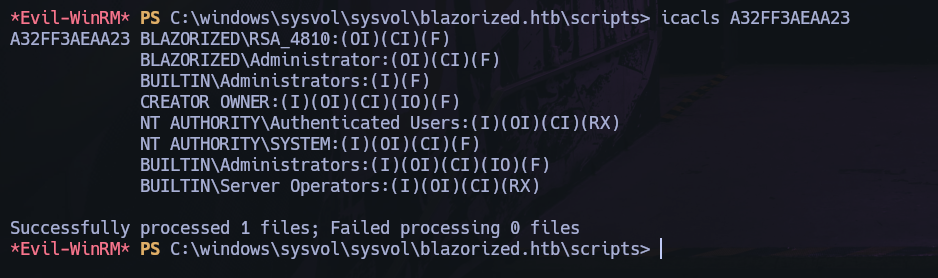 *Evil-WinRM* PS C:\windows\sysvol\sysvol\blazorized.htb\scripts> icacls A32FF3AEAA23
A32FF3AEAA23 BLAZORIZED\RSA_4810:(OI)(CI)(F)
BLAZORIZED\Administrator:(OI)(CI)(F)
BUILTIN\Administrators:(I)(F)
CREATOR OWNER:(I)(OI)(CI)(IO)(F)
NT AUTHORITY\Authenticated Users:(I)(OI)(CI)(RX)
NT AUTHORITY\SYSTEM:(I)(OI)(CI)(F)
BUILTIN\Administrators:(I)(OI)(CI)(IO)(F)
BUILTIN\Server Operators:(I)(OI)(CI)(RX)
Successfully processed 1 files; Failed processing 0 files
*Evil-WinRM* PS C:\windows\sysvol\sysvol\blazorized.htb\scripts>